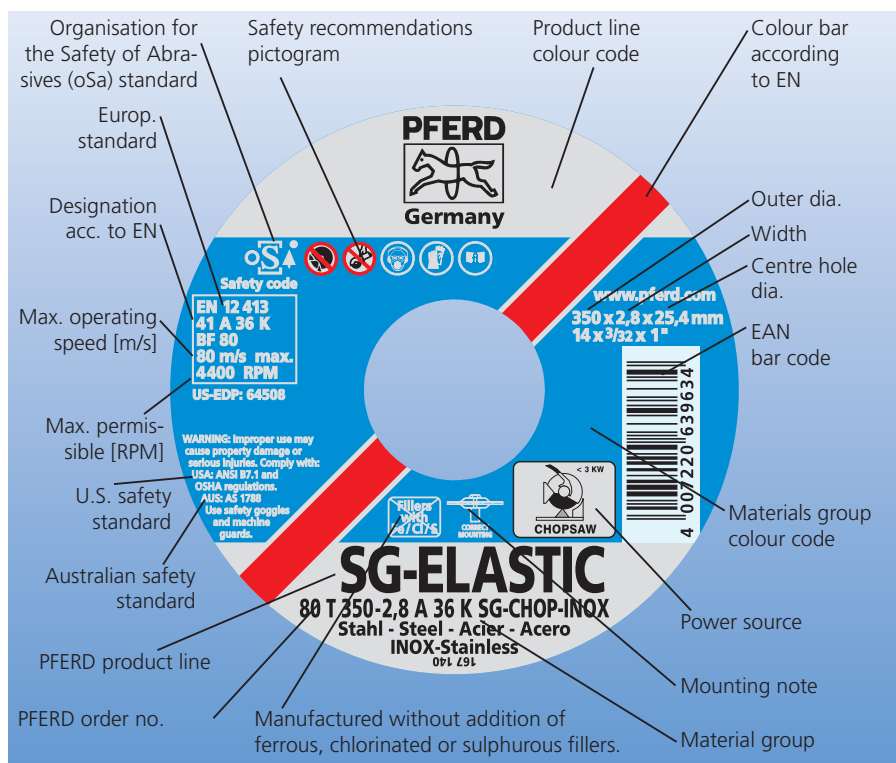 Organisation for
the Safety of Abra-
sives (oSa) standard
Safety recommendations
pictogram
Product line
colour code
Colour bar
according
to EN
Europ.
standard
Designation
acc. to EN
Max. operating
speed [m/s]
Max. permis-
sible [RPM]
U.S. safety
standard
Australian safety
standard
PFERD product line
PFERD order no.
PFERD
Germany
oSa
Safety code
EN 12 413
41 A 36 K
BF 80
80 m/s max.
4400 RPM
US-EDP: 64508
WARNING: Improper use may
cause property damage or
serious injuries. Comply with:
USA: ANSI B7.1 and
OSHA regulations.
AUS: AS 1788
Use safety goggles
and machine
guards.
www.pferd.com
350 x 2,8 x 25,4 mm
14 x 3/32 x 1"
4 007220 639634
< 3 KW
CHOPSAW
Fillers
with
Fe/Cl/S
CORRECT
MOUNTING
SG-ELASTIC
80 T 350-2,8 A 36 K SG-CHOP-INOX
Stahl - Steel - Acier - Acero
INOX-Stainless
167 140
Outer dia.
Width
Centre hole
dia.
EAN
bar code
Materials group
colour code
Power source
Mounting note
Material group
Manufactured without addition of
ferrous, chlorinated or sulphurous fillers.